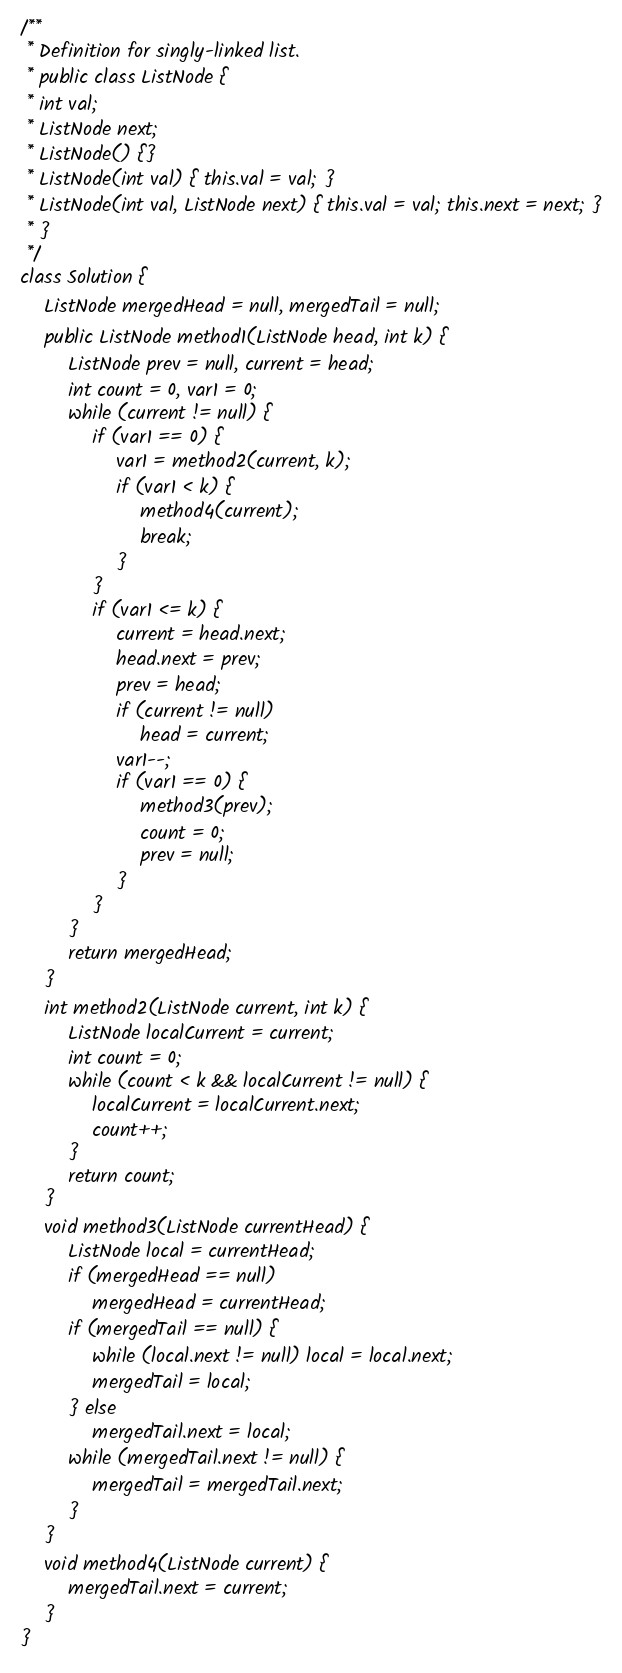 /**
 * Definition for singly-linked list.
 * public class ListNode {
 * int val;
 * ListNode next;
 * ListNode() {}
 * ListNode(int val) { this.val = val; }
 * ListNode(int val, ListNode next) { this.val = val; this.next = next; }
 * }
 */
class Solution {
    ListNode mergedHead = null, mergedTail = null;
    public ListNode method1(ListNode head, int k) {
        ListNode prev = null, current = head;
        int count = 0, var1 = 0;
        while (current != null) {
            if (var1 == 0) {
                var1 = method2(current, k);
                if (var1 < k) {
                    method4(current);
                    break;
                }
            }
            if (var1 <= k) {
                current = head.next;
                head.next = prev;
                prev = head;
                if (current != null)
                    head = current;
                var1--;
                if (var1 == 0) {
                    method3(prev);
                    count = 0;
                    prev = null;
                }
            }
        }
        return mergedHead;
    }
    int method2(ListNode current, int k) {
        ListNode localCurrent = current;
        int count = 0;
        while (count < k && localCurrent != null) {
            localCurrent = localCurrent.next;
            count++;
        }
        return count;
    }
    void method3(ListNode currentHead) {
        ListNode local = currentHead;
        if (mergedHead == null)
            mergedHead = currentHead;
        if (mergedTail == null) {
            while (local.next != null) local = local.next;
            mergedTail = local;
        } else
            mergedTail.next = local;
        while (mergedTail.next != null) {
            mergedTail = mergedTail.next;
        }
    }
    void method4(ListNode current) {
        mergedTail.next = current;
    }
}